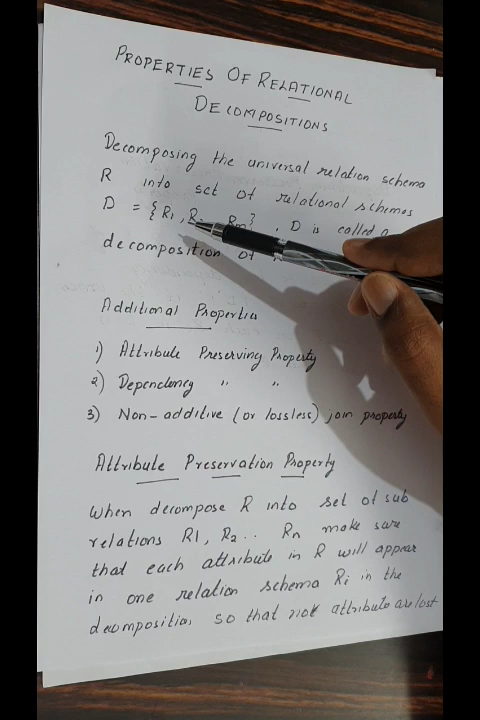 PROPERTIES OF RELATIONAL
DECOMPOSITIONS
Decomposing the universal relation schema
R into set of relational schemas
D = {R1, R2 .. Rn}, D is called a
decomposition of
Additional Properties
1) Attribute Preserving Property
2) Dependency " "
3) Non-additive (or lossless) join property
Attribute Preservation Property
When decompose R into set of sub
relations R1, R2.. Rn make sure
that each attribute in R will appear
in one relation schema Ri in the
decomposition so that not attribute are lost